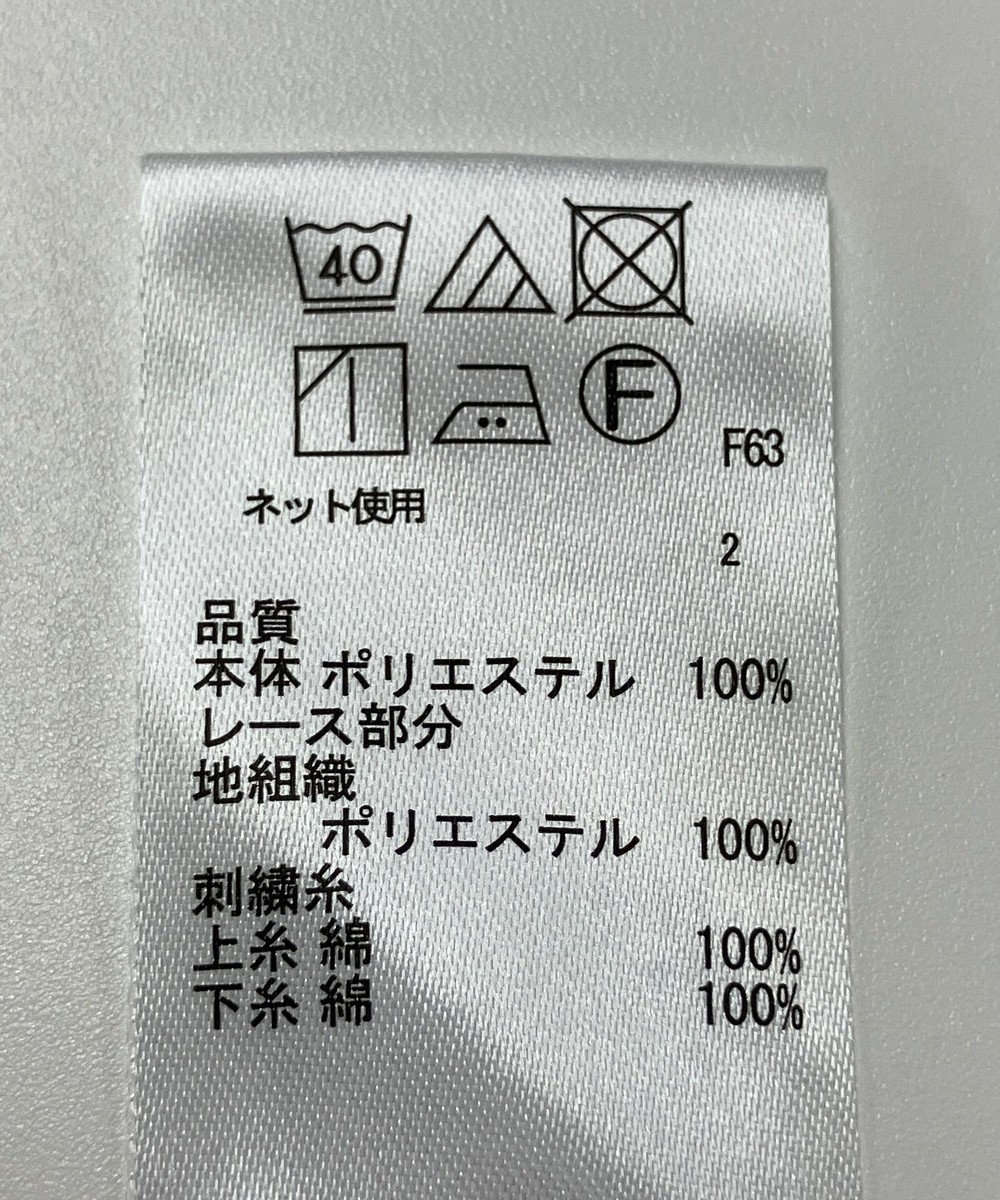 40
F
F63
ネット使用
2
品質
本体 ポリエステル 100%
レース部分
地組織
ポリエステル 100%
刺繍糸
上糸 綿 100%
下糸 綿 100%